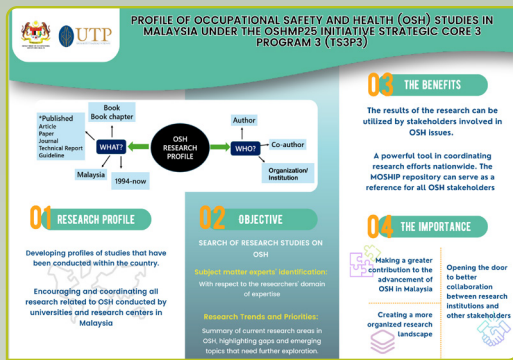 UTP
PROFILE OF OCCUPATIONAL SAFETY AND HEALTH (OSH) STUDIES IN
MALAYSIA UNDER THE OSHMP25 INITIATIVE STRATEGIC CORE 3
PROGRAM 3 (TS3P3)
*Published
Article
Paper
Journal
Technical Report
Guideline
Book
Book chapter
WHAT?
Malaysia
1994-now
OSH
RESEARCH
PROFILE
WHO?
Author
Co-author
Organization/
Institution
01 RESEARCH PROFILE
Developing profiles of studies that have
been conducted within the country.
Encouraging and coordinating all
research related to OSH conducted by
universities and research centers in
Malaysia
02 OBJECTIVE
SEARCH OF RESEARCH STUDIES ON
OSH
Subject matter experts' identification:
With respect to the researchers' domain
of expertise
Research Trends and Priorities:
Summary of current research areas in
OSH, highlighting gaps and emerging
topics that need further exploration.
03 THE BENEFITS
The results of the research can be
utilized by stakeholders involved in
OSH issues.
A powerful tool in coordinating
research efforts nationwide. The
MOSHIP repository can serve as a
reference for all OSH stakeholders
04 THE IMPORTANCE
Making a greater
contribution to the
advancement of
OSH in Malaysia
Creating a more
organized research
landscape
Opening the door
to better
collaboration
between research
institutions and
other stakeholders